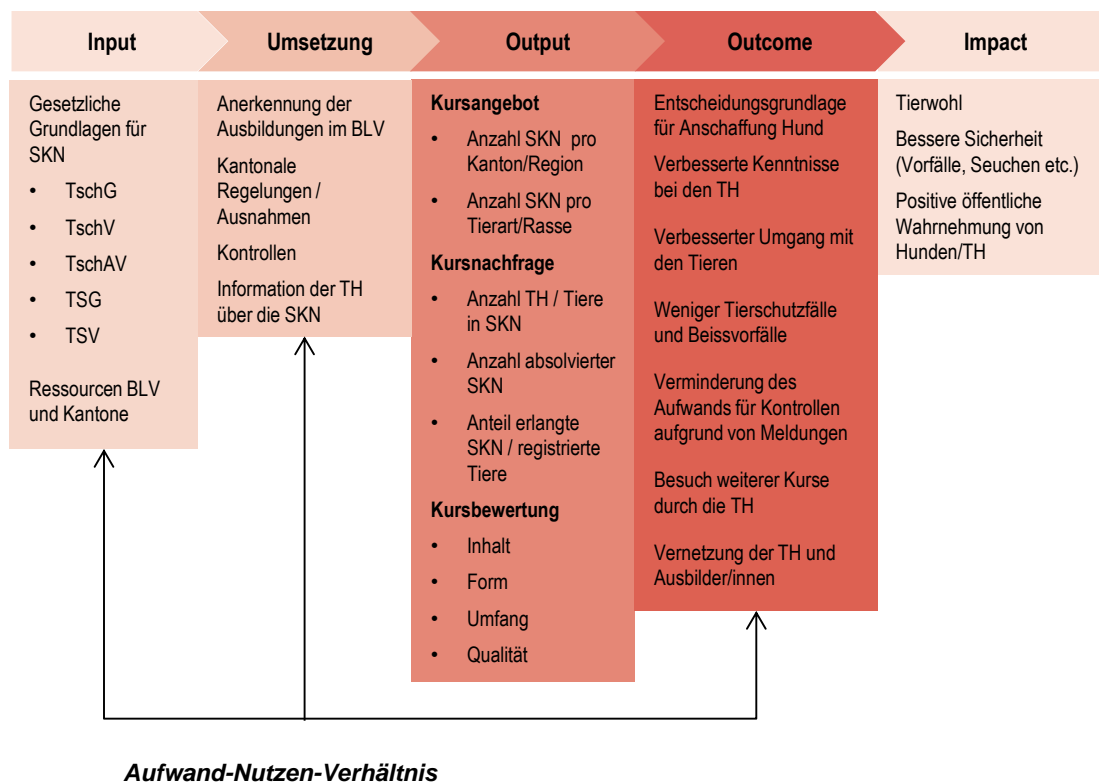 Input
Umsetzung
Output
Outcome
Impact
Gesetzliche
Grundlagen für
SKN
• TschG
• TschV
• TschAV
• TSG
• TSV
Ressourcen BLV
und Kantone
Anerkennung der
Ausbildungen im BLV
Kantonale
Regelungen /
Ausnahmen
Kontrollen
Information der TH
über die SKN
Kursangebot
• Anzahl SKN pro
Kanton/Region
• Anzahl SKN pro
Tierart/Rasse
Kursnachfrage
• Anzahl TH / Tiere
in SKN
• Anzahl absolvierter
SKN
• Anteil erlangte
SKN / registrierte
Tiere
Kursbewertung
• Inhalt
• Form
• Umfang
• Qualität
Entscheidungsgrundlage
für Anschaffung Hund
Verbesserte Kenntnisse
bei den TH
Verbesserter Umgang mit
den Tieren
Weniger Tierschutzfälle
und Beissvorfälle
Verminderung des
Aufwands für Kontrollen
aufgrund von Meldungen
Besuch weiterer Kurse
durch die TH
Vernetzung der TH und
Ausbilder/innen
Tierwohl
Bessere Sicherheit
(Vorfälle, Seuchen etc.)
Positive öffentliche
Wahrnehmung von
Hunden/TH
Aufwand-Nutzen-Verhältnis